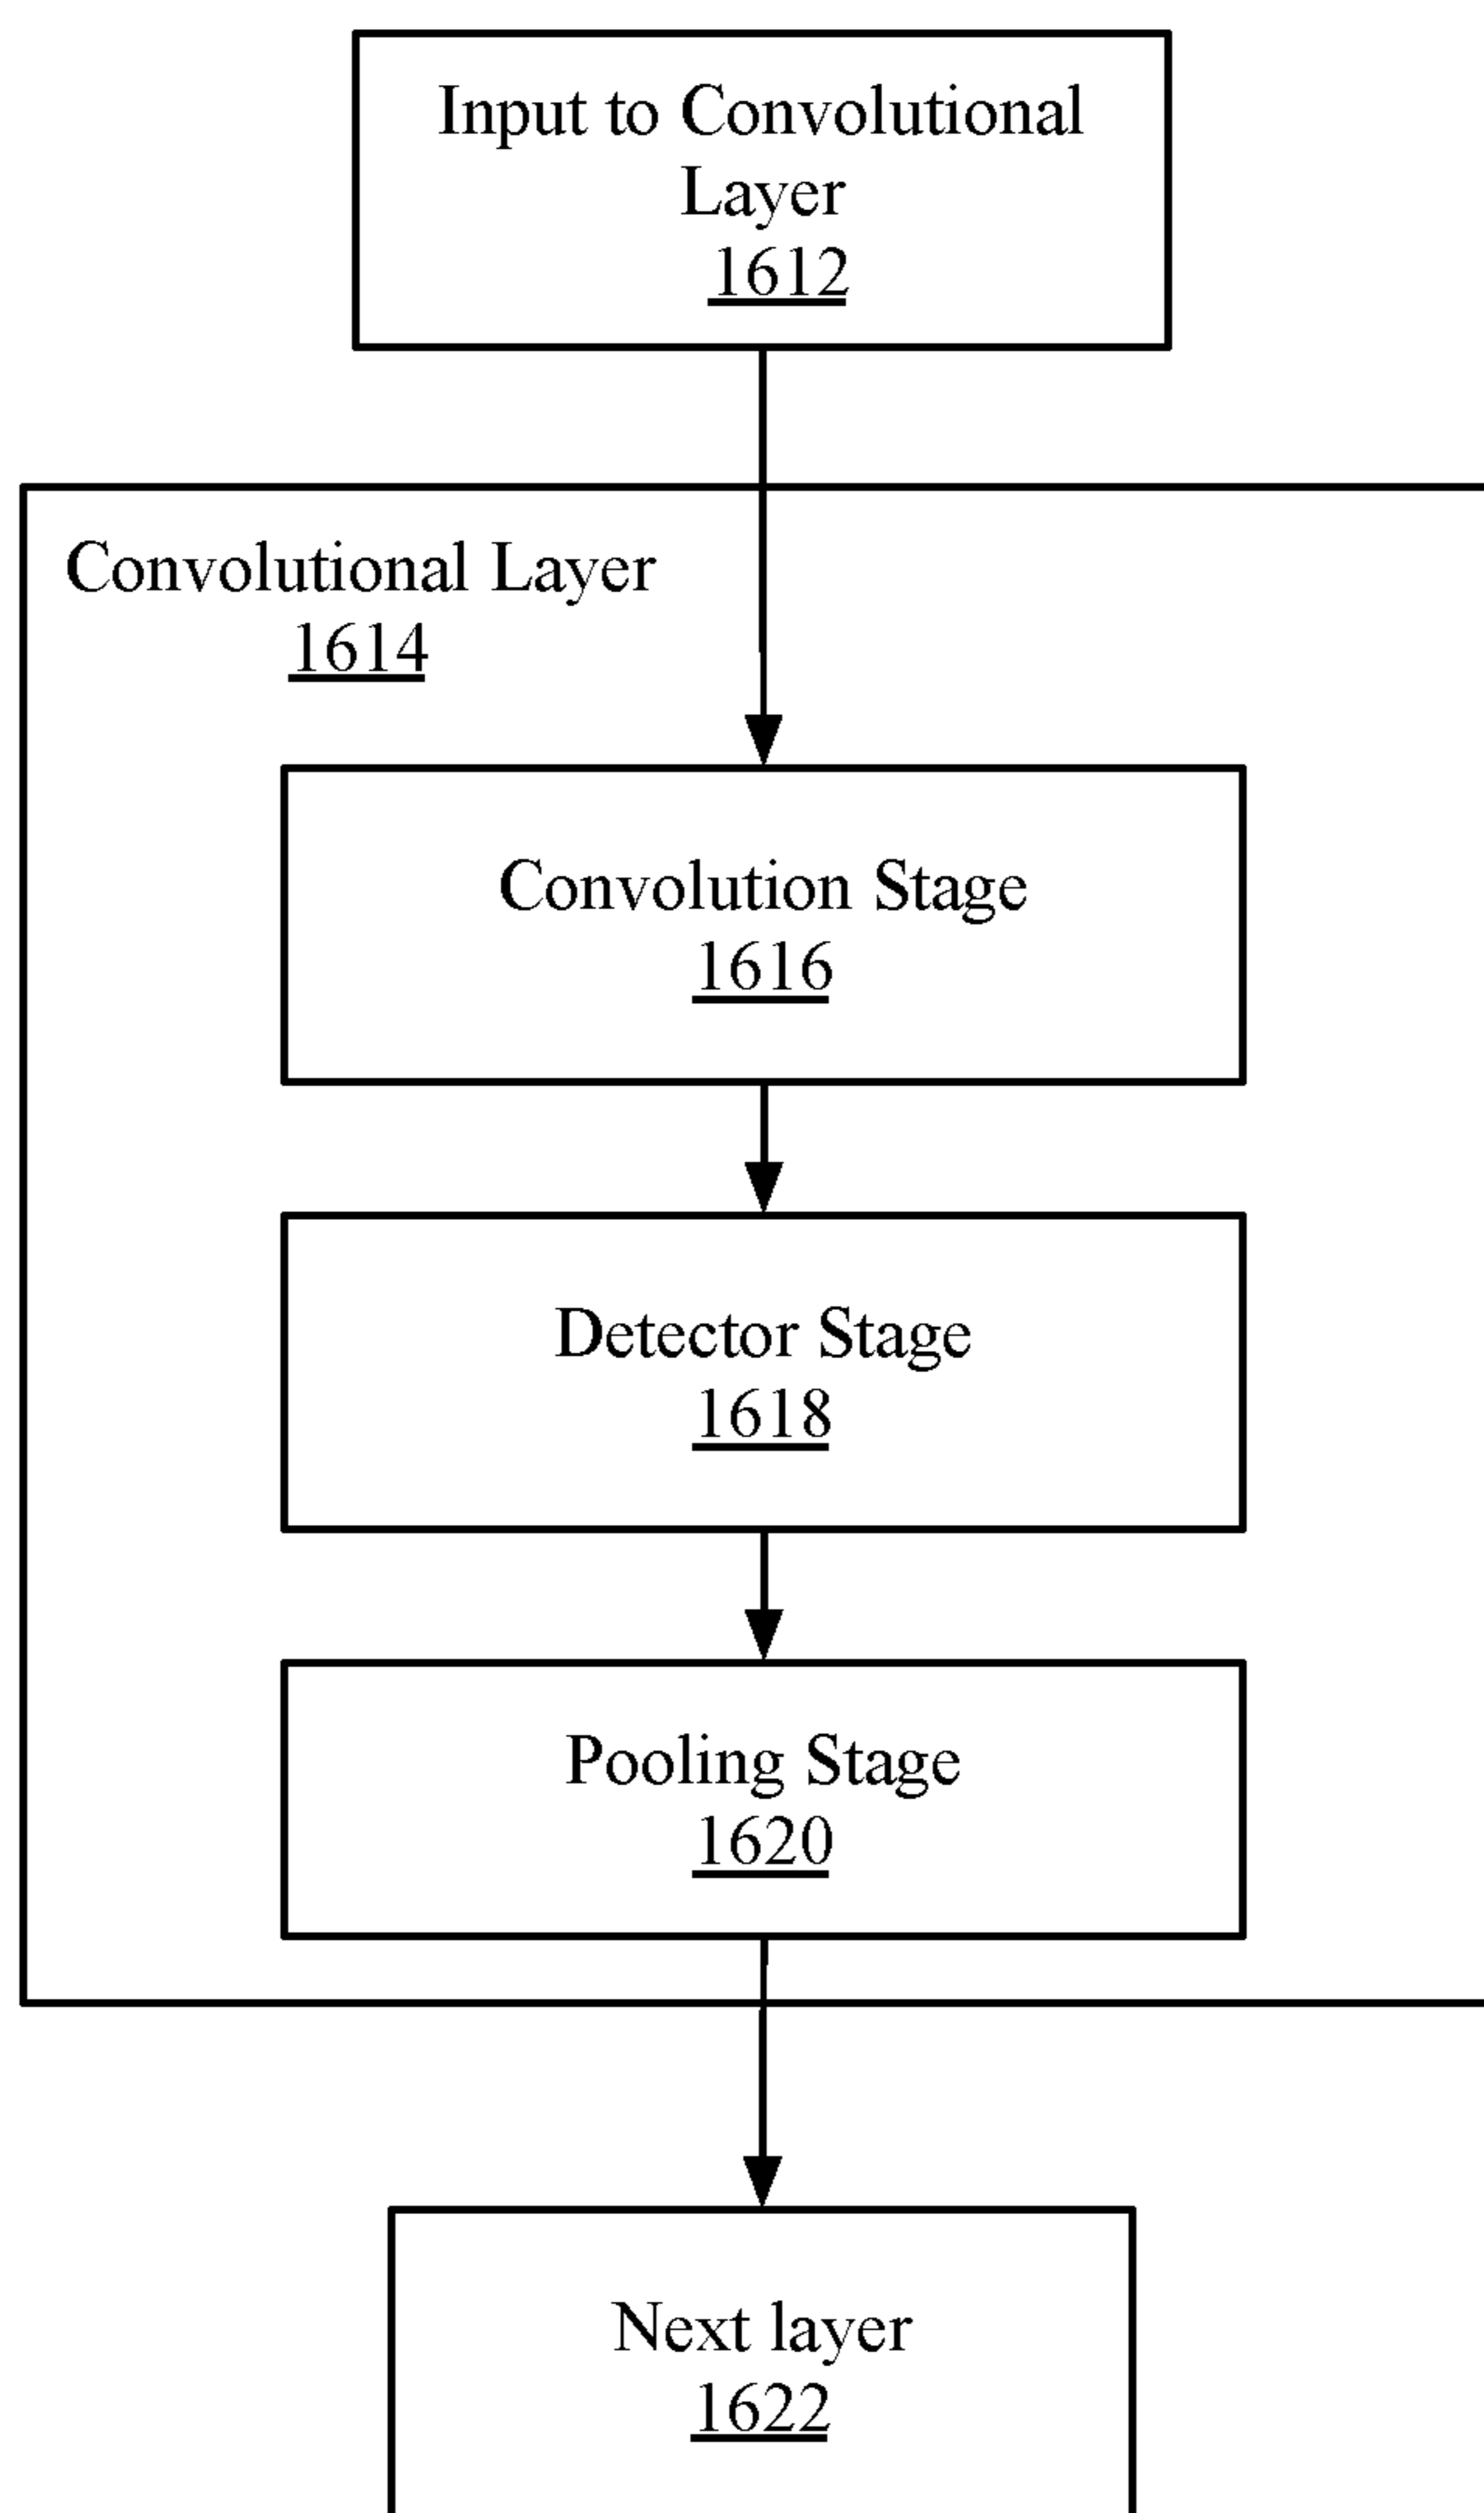 Input to Convolutional
Layer
1612
Convolutional Layer
1614
Convolution Stage
1616
Detector Stage
1618
Pooling Stage
1620
Next layer
1622